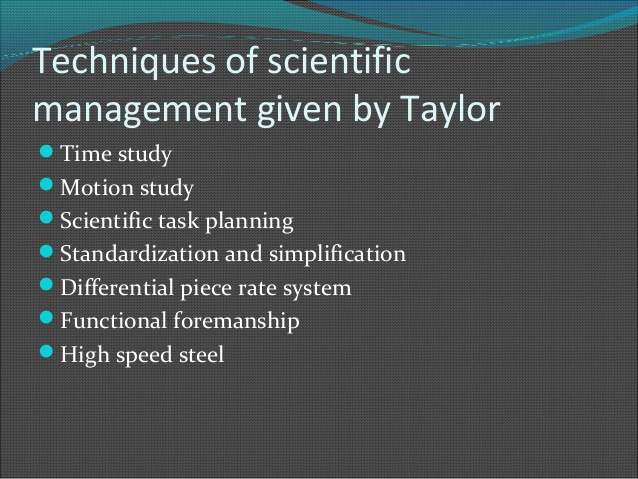 Techniques of scientific
management given by Taylor
Time study
Motion study
Scientific task planning
Standardization and simplification
Differential piece rate system
Functional foremanship
High speed steel